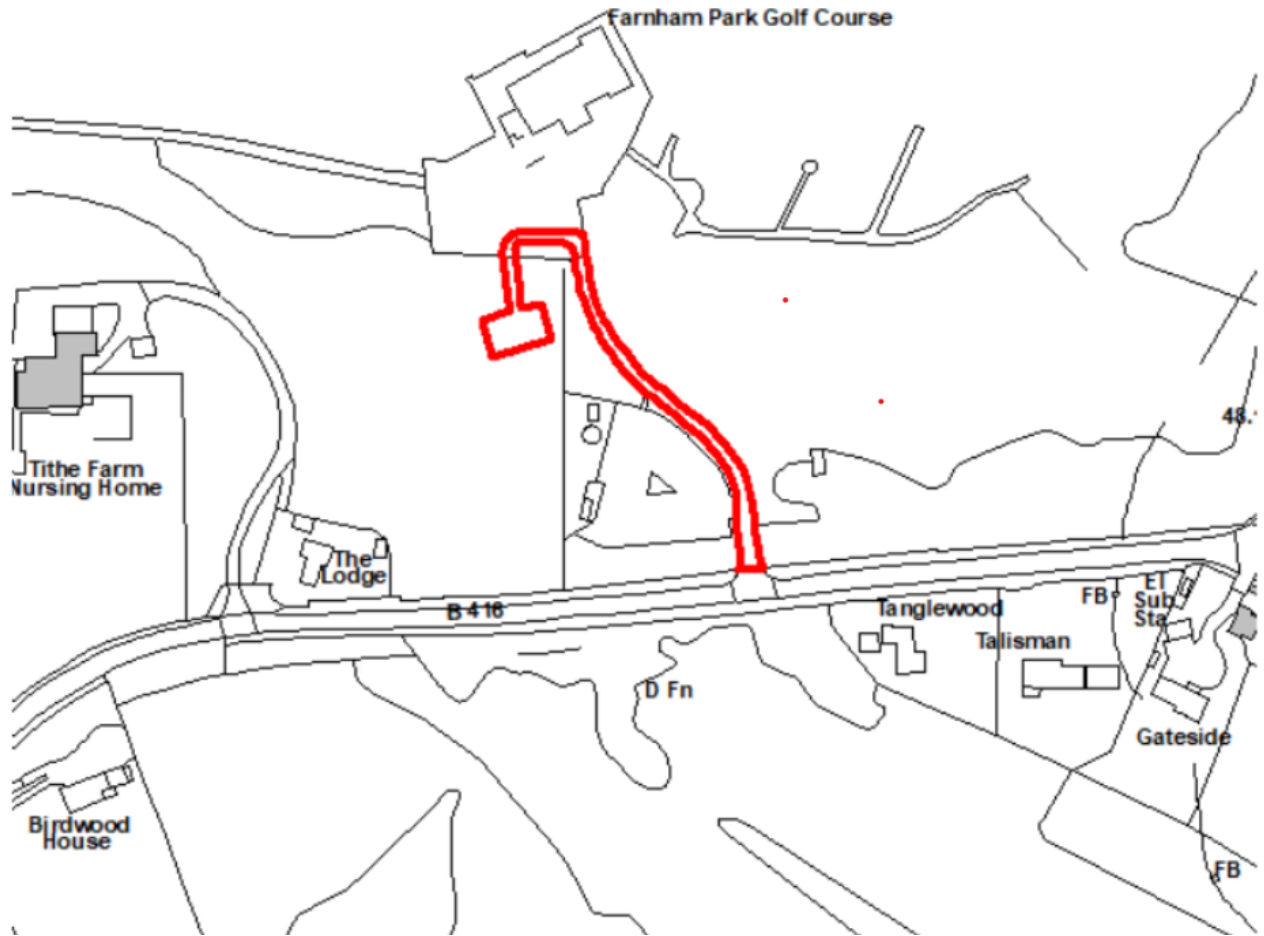 Farnham Park Golf Course
48.
Tithe Farm
Nursing Home
The
Lodge
B 416
ET
Sub
Sta
FB
Tanglewood
Talisman
D Fn
Gateside
Birdwood
House
FB